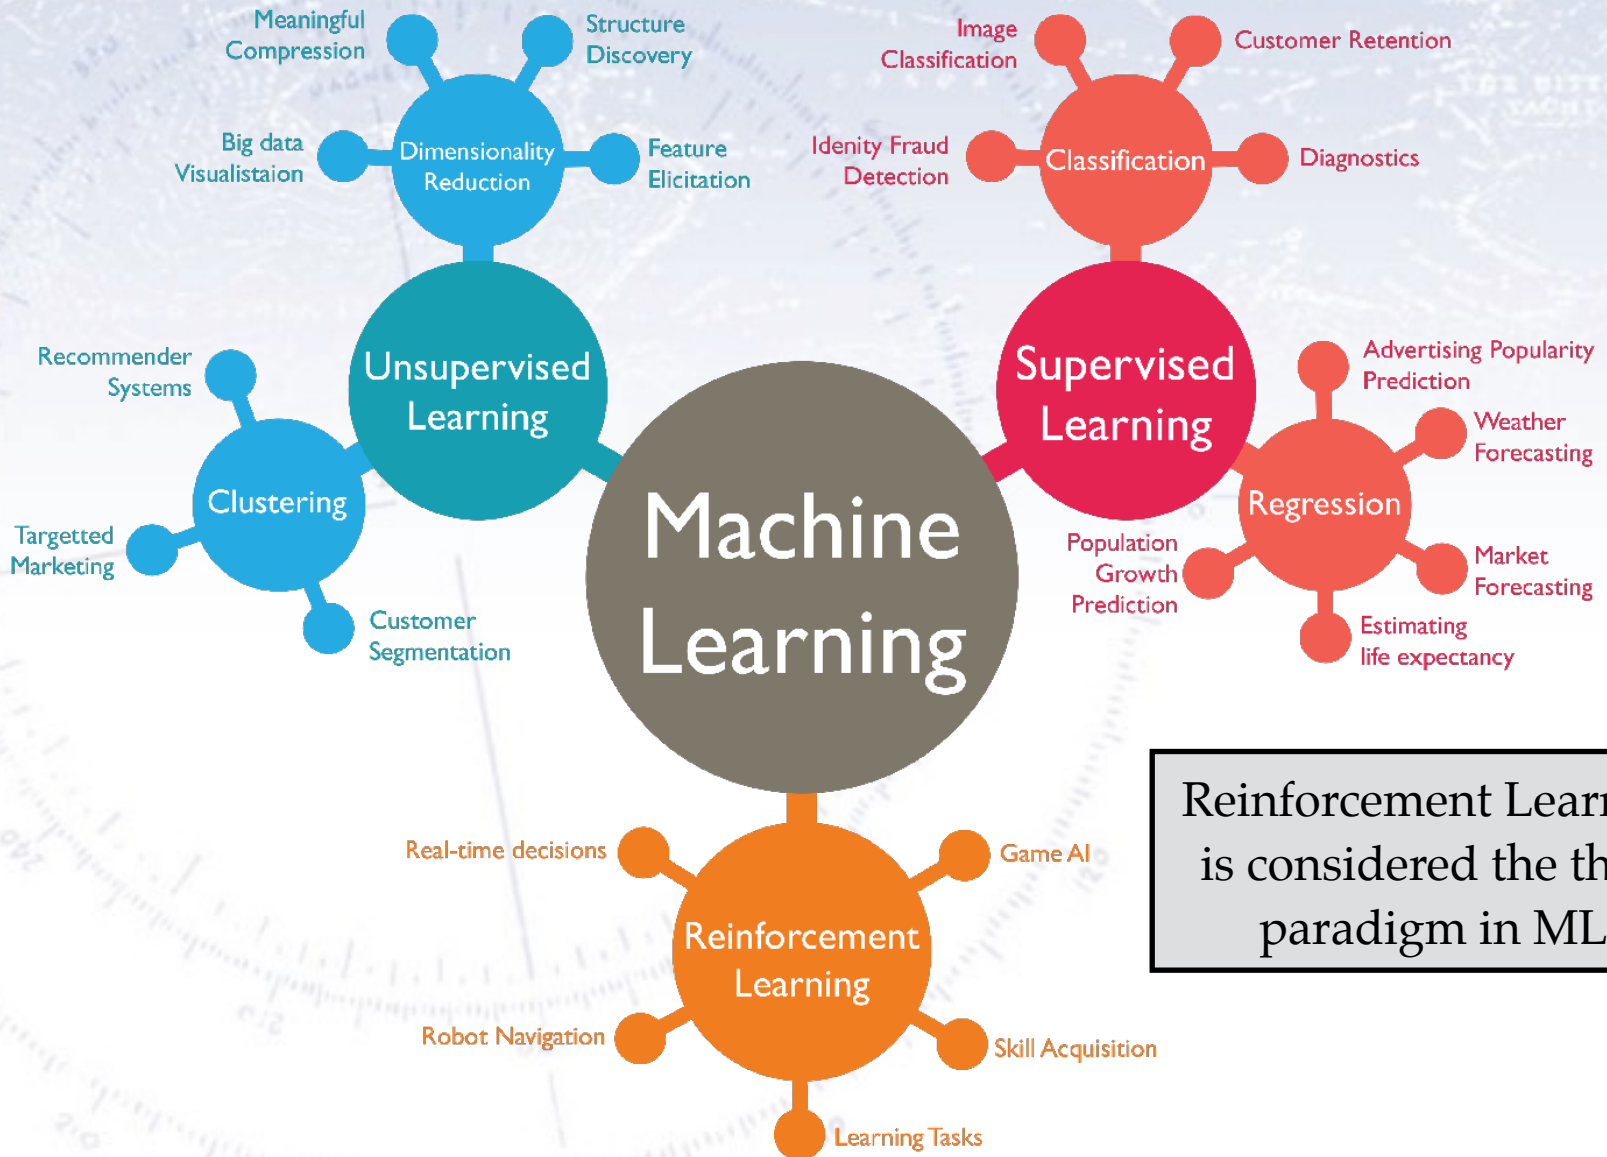 Meaningful
Compression
Structure
Discovery
Big data
Visualistaion
Dimensionality
Reduction
Feature
Elicitation
Image
Classification
Customer Retention
Idenity Fraud
Detection
Classification
Diagnostics
Recommender
Systems
Unsupervised
Learning
Clustering
Targetted
Marketing
Customer
Segmentation
Machine
Learning
Supervised
Learning
Advertising Popularity
Prediction
Weather
Forecasting
Regression
Population
Growth
Prediction
Market
Forecasting
Estimating
life expectancy
Real-time decisions
Game AI
Reinforcement
Learning
Robot Navigation
Skill Acquisition
Learning Tasks
Reinforcement
is considered the
paradigm in ML